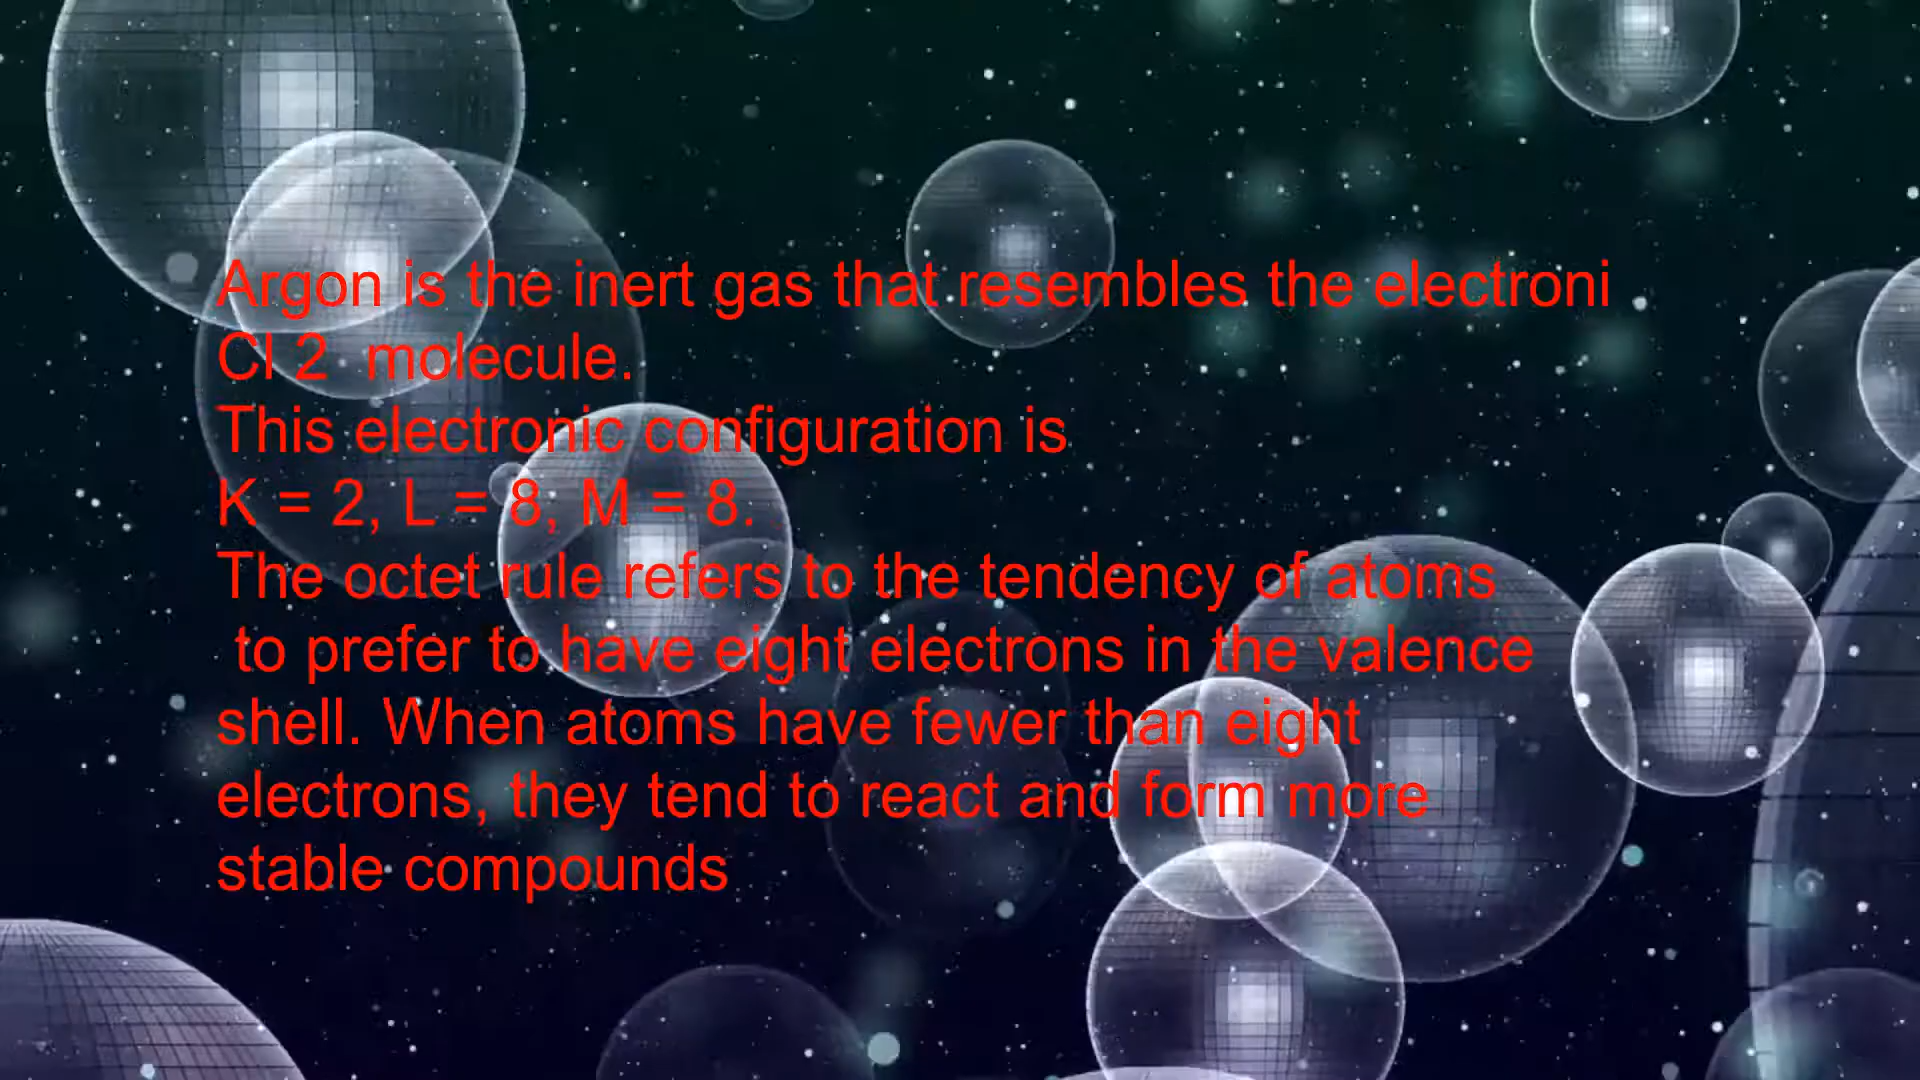 Argon is the inert gas that resembles the electroni
Cl 2 molecule.
This electronic configuration is
K = 2, L = 8, M = 8.
The octet rule refers to the tendency of atoms
to prefer to have eight electrons in the valence
shell. When atoms have fewer than eight
electrons, they tend to react and form more
stable compounds